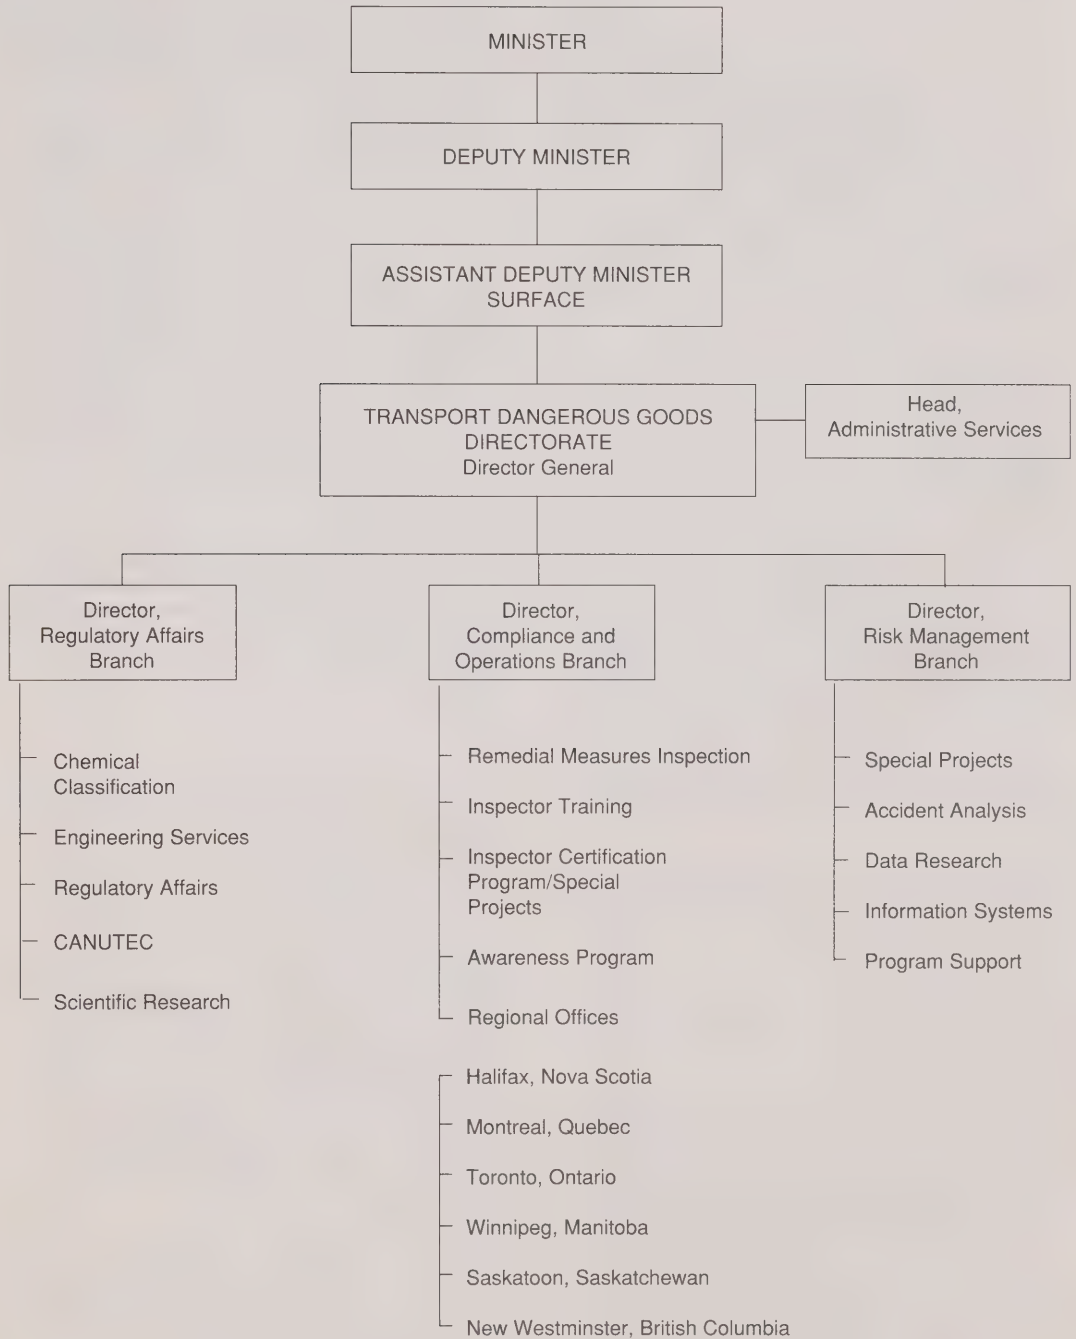 MINISTER
DEPUTY MINISTER
ASSISTANT DEPUTY MINISTER
SURFACE
TRANSPORT DANGEROUS GOODS
DIRECTORATE
Director General
Head,
Administrative Services
Director,
Regulatory Affairs
Branch
Chemical
Classification
Engineering Services
Regulatory Affairs
CANUTEC
Scientific Research
Director,
Compliance and
Operations Branch
Remedial Measures Inspection
Inspector Training
Inspector Certification
Program/Special
Projects
Awareness Program
Regional Offices
Halifax, Nova Scotia
Montreal, Quebec
Toronto, Ontario
Winnipeg, Manitoba
Saskatoon, Saskatchewan
New Westminster, British Columbia
Director,
Risk Management
Branch
Special Projects
Accident Analysis
Data Research
Information Systems
Program Support